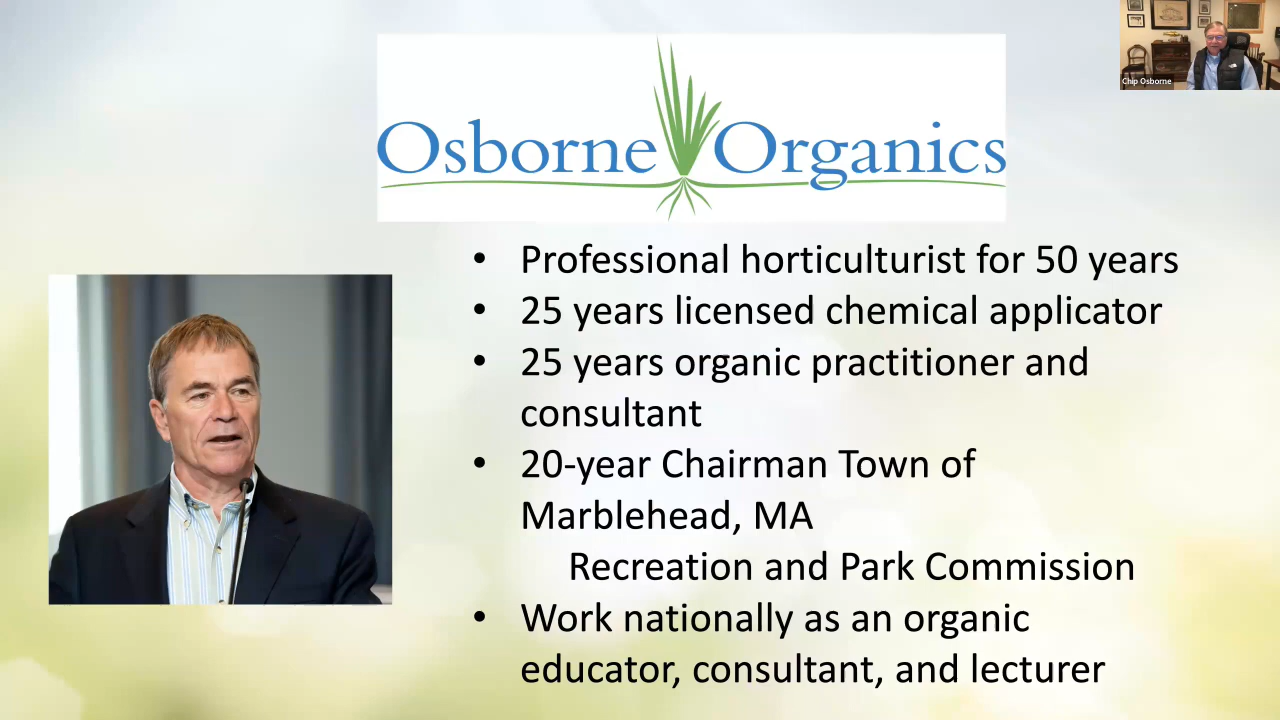 Chip Osborne
Osborne Organics
• Professional horticulturist for 50 years
• 25 years licensed chemical applicator
• 25 years organic practitioner and
consultant
• 20-year Chairman Town of
Marblehead, MA
Recreation and Park Commission
• Work nationally as an organic
educator, consultant, and lecturer